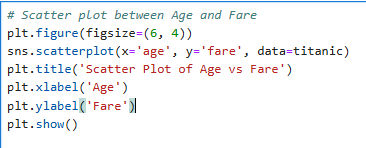 # Scatter plot between Age and Fare
plt.figure(figsize=(6, 4))
sns.scatterplot(x='age', y='fare', data=titanic)
plt.title('Scatter Plot of Age vs Fare')
plt.xlabel('Age')
plt.ylabel('Fare')
plt.show()